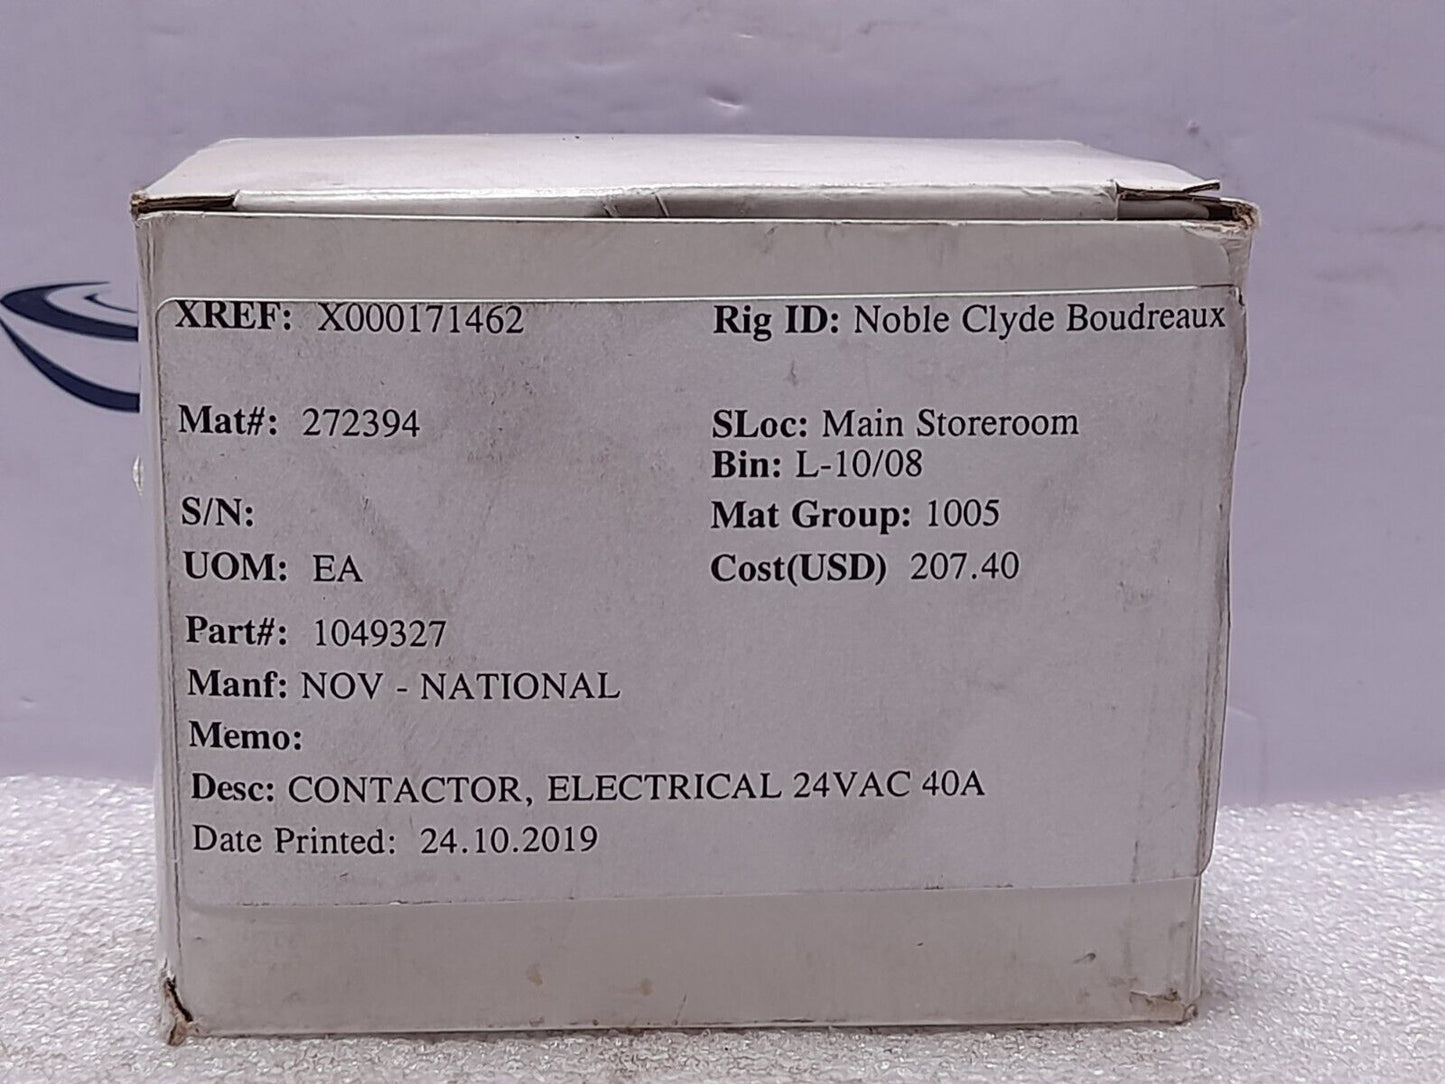 XREF: X000171462 Rig ID: Noble Clyde Boudreaux
Mat#: 272394 SLoc: Main Storeroom
Bin: L-10/08
S/N: Mat Group: 1005
UOM: EA Cost(USD) 207.40
Part#: 1049327
Manf: NOV - NATIONAL
Memo:
Desc: CONTACTOR, ELECTRICAL 24VAC 40A
Date Printed: 24.10.2019